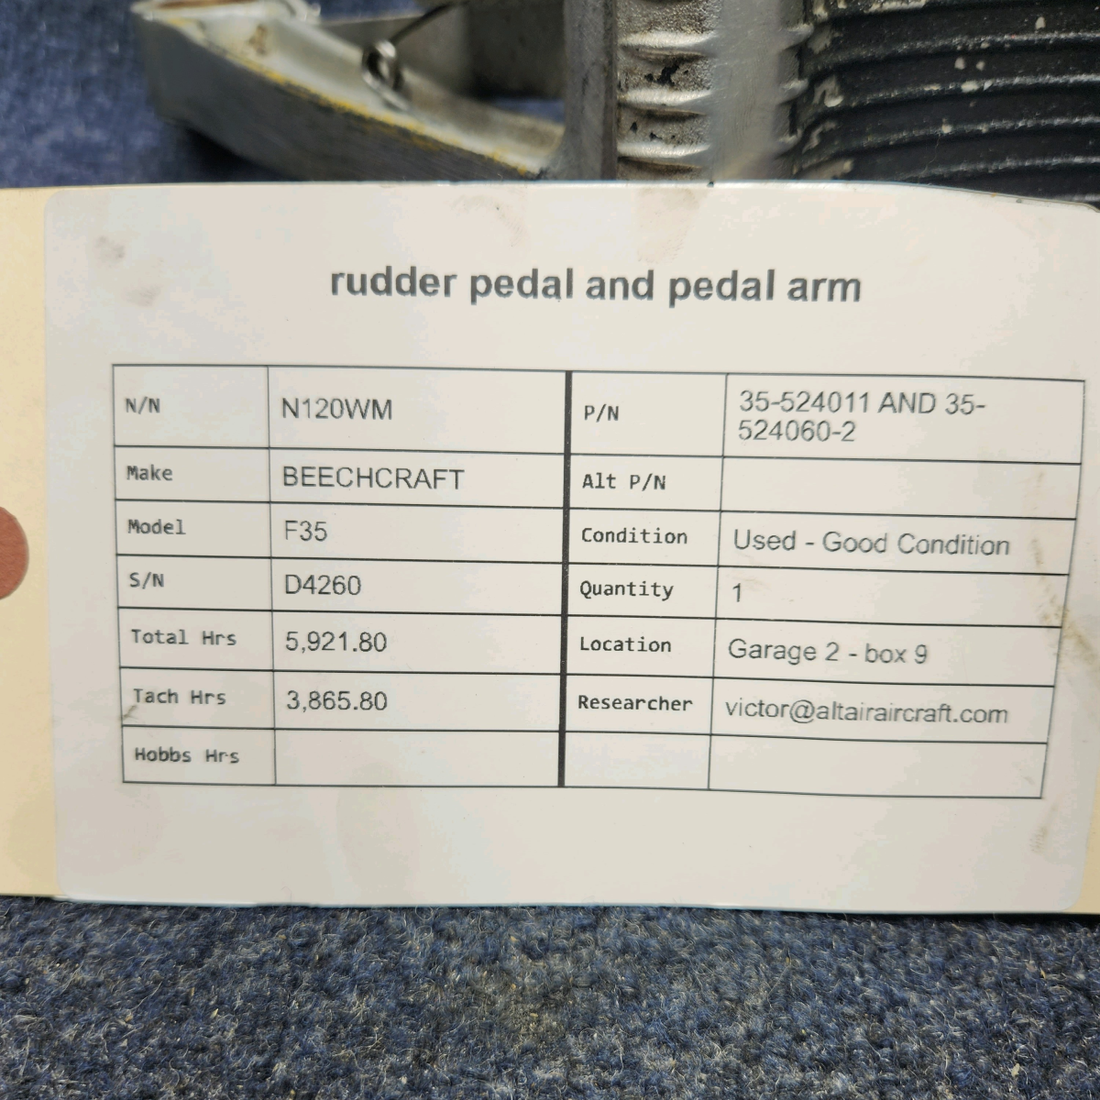 rudder pedal and pedal arm
N/N N120WM P/N 35-524011 AND 35-
524060-2
Make BEECHCRAFT Alt P/N
Model F35 Condition Used - Good Condition
S/N D4260 Quantity 1
Total Hrs 5,921.80 Location Garage 2 - box 9
Tach Hrs 3,865.80 Researcher victor@altairaircraft.com
Hobbs Hrs